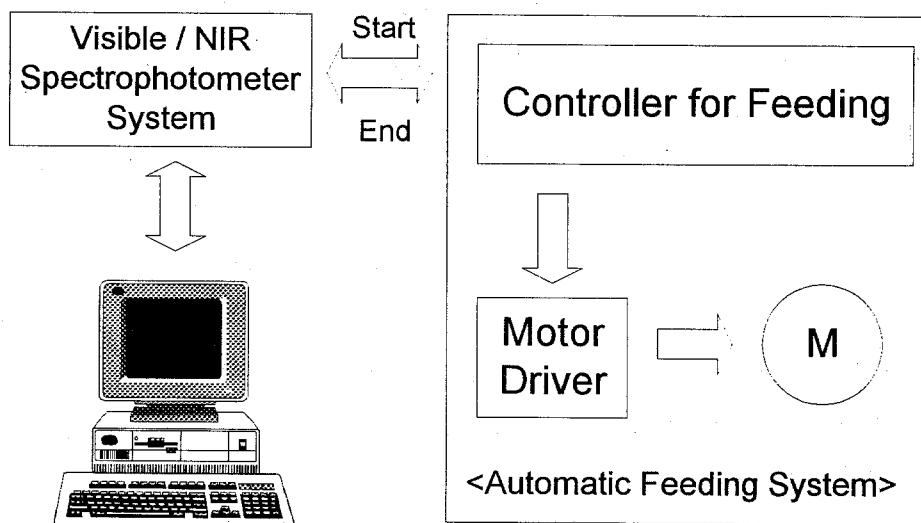 Visible / NIR
Spectrophotometer
System
Start
End
Controller for Feeding
Motor
Driver
M
<Automatic Feeding System>